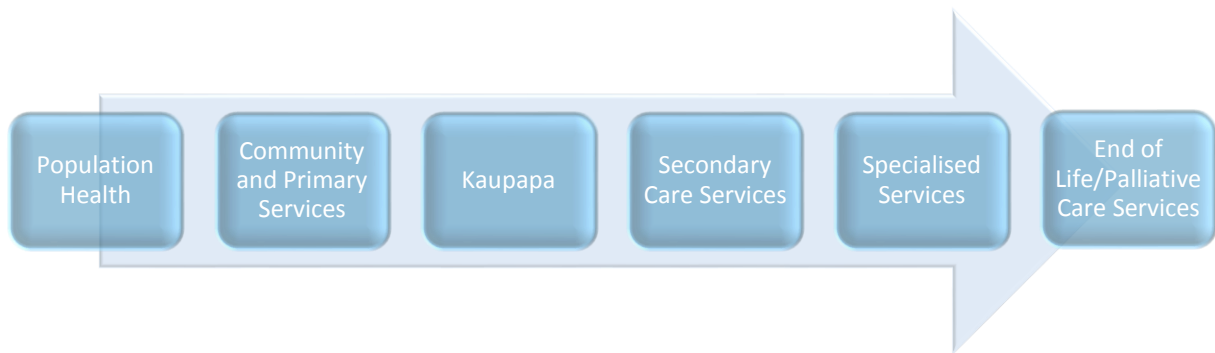 Population
Health
Community
and Primary
Services
Kaupapa
Secondary
Care Services
Specialised
Services
End of
Life/Palliative
Care Services